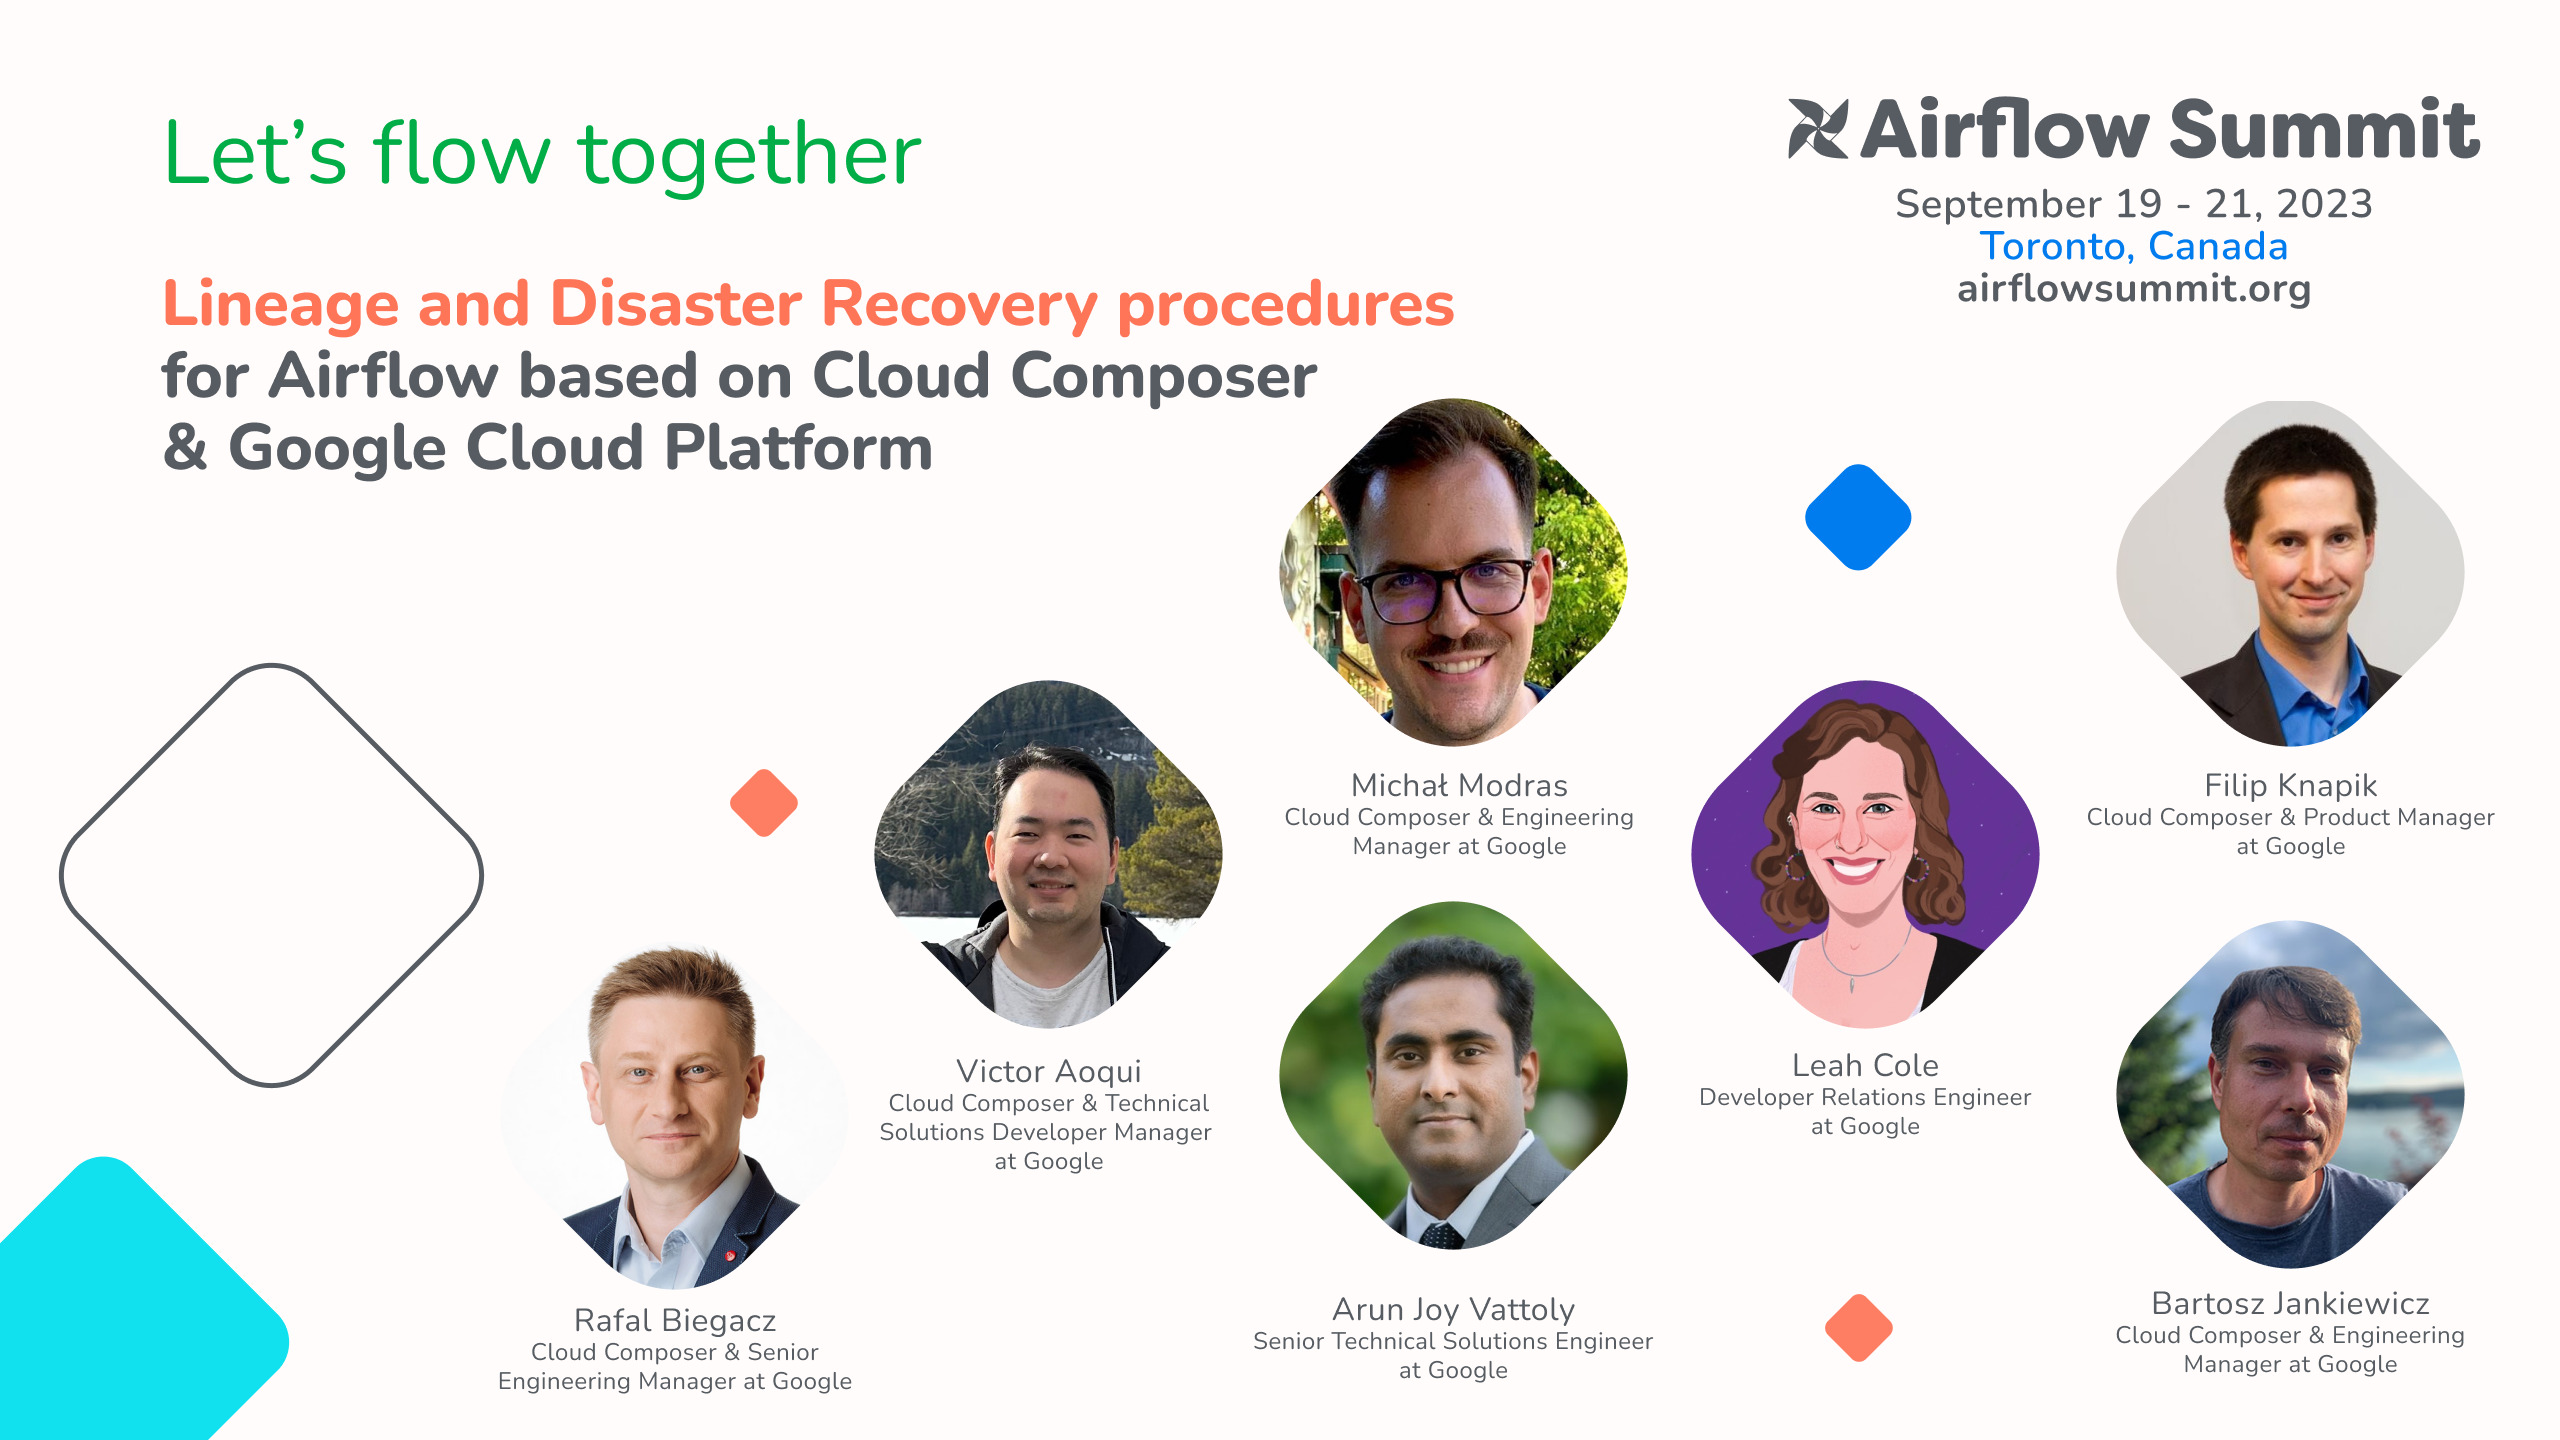 Let’s flow together
Lineage and Disaster Recovery procedures
for Airflow based on Cloud Composer
& Google Cloud Platform
Airflow Summit
September 19 - 21, 2023
Toronto, Canada
airflowsummit.org
Michał Modras
Cloud Composer & Engineering
Manager at Google
Filip Knapik
Cloud Composer & Product Manager
at Google
Victor Aoqui
Cloud Composer & Technical
Solutions Developer Manager
at Google
Leah Cole
Developer Relations Engineer
at Google
Rafal Biegacz
Cloud Composer & Senior
Engineering Manager at Google
Arun Joy Vattoly
Senior Technical Solutions Engineer
at Google
Bartosz Jankiewicz
Cloud Composer & Engineering
Manager at Google